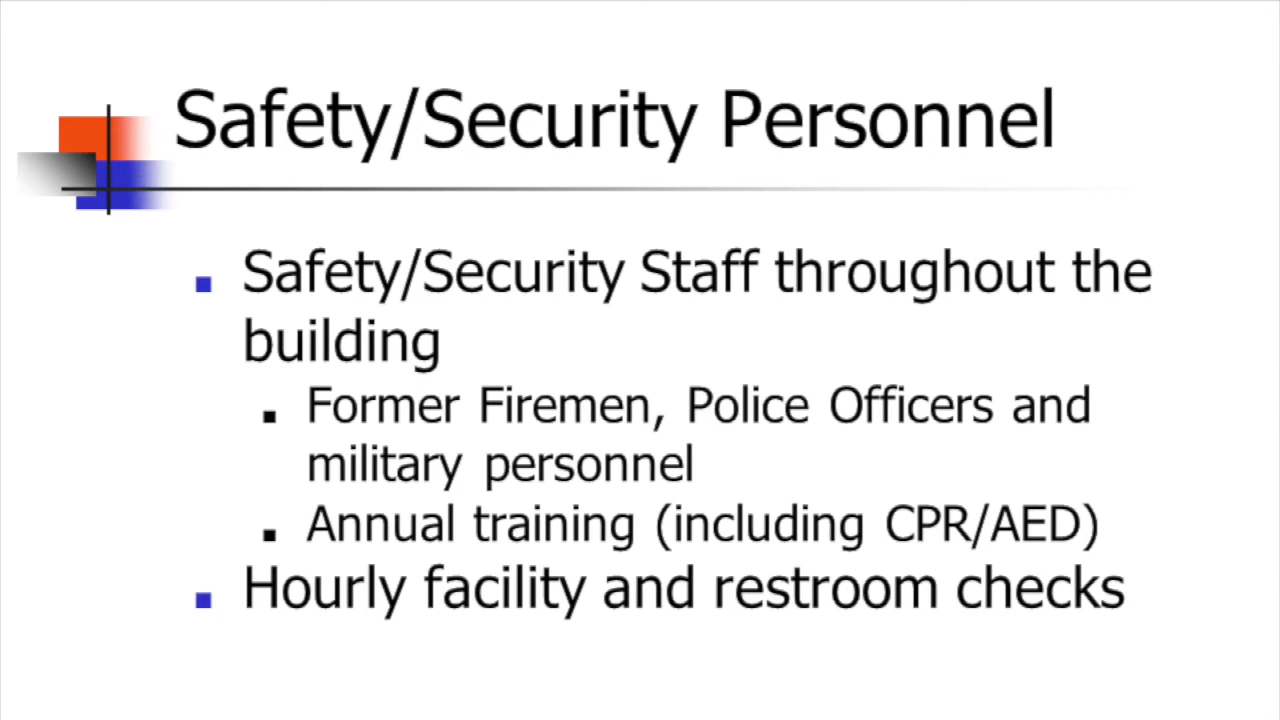 Safety/Security Personnel
Safety/Security Staff throughout the
building
Former Firemen, Police Officers and
military personnel
Annual training (including CPR/AED)
Hourly facility and restroom checks